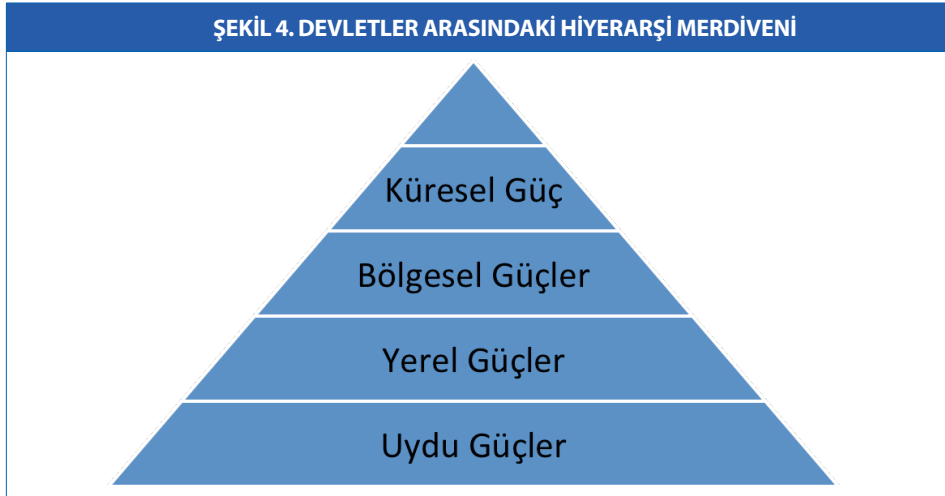 ŞEKİL 4. DEVLETLER ARASINDAKİ HİYERARŞİ MERDİVENİ
Küresel Güç
Bölgesel Güçler
Yerel Güçler
Uydu Güçler